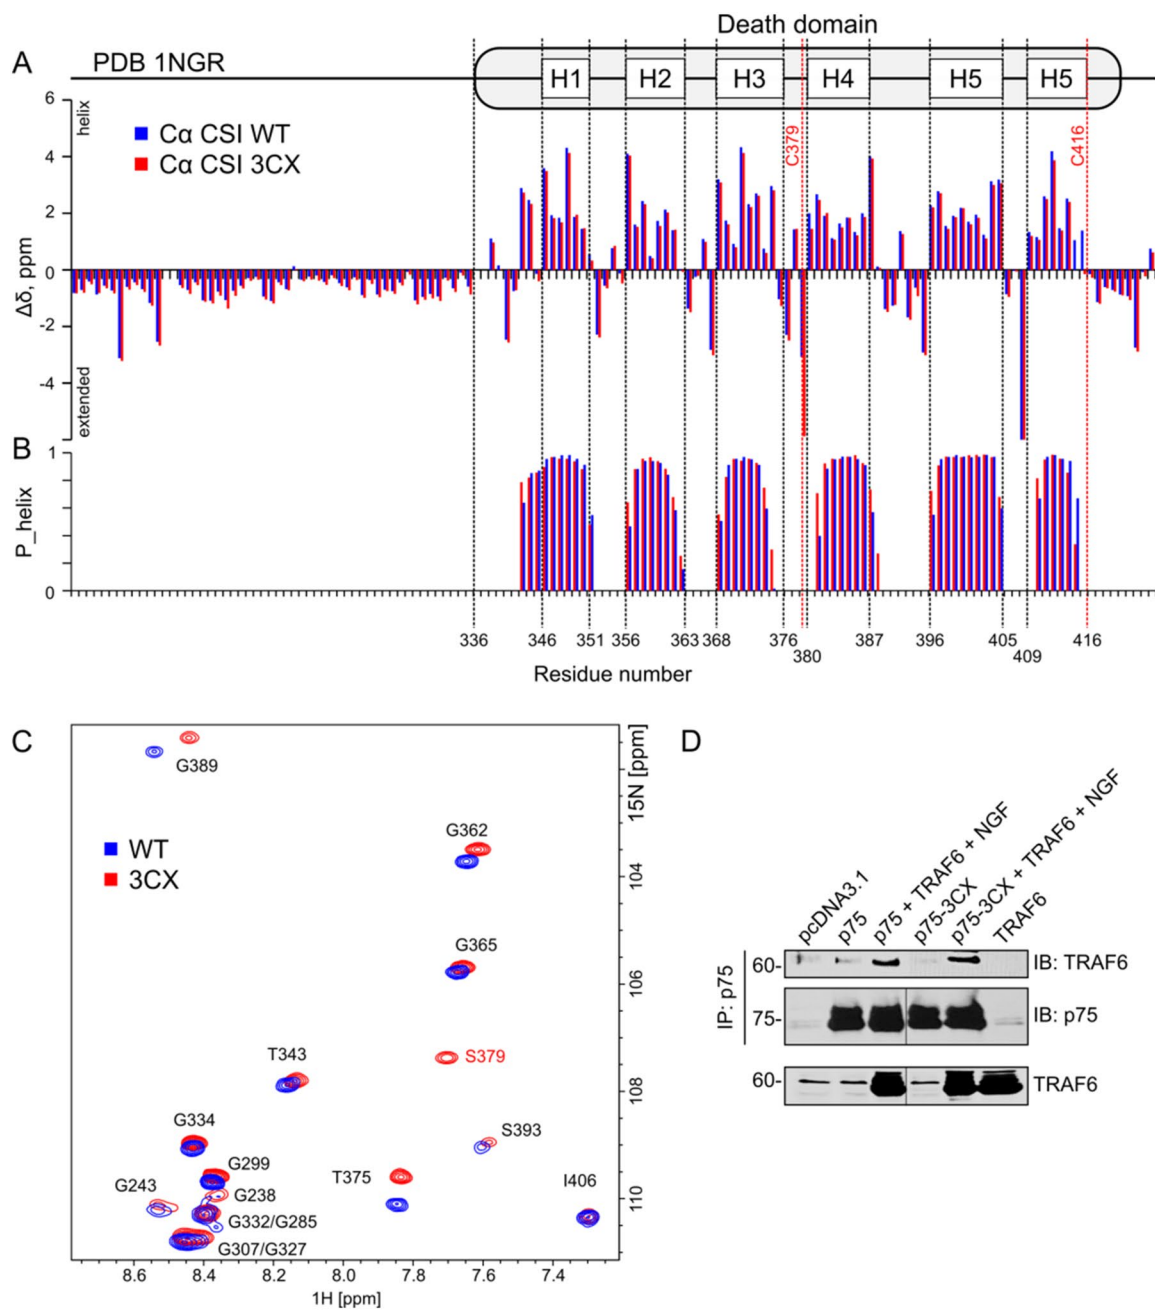 Death domain
A
PDB 1NGR
H1
H2
H3
H4
H5
H5
6
4
2
0
-2
-4
-6
helix
extended
Δδ, ppm
Cα CSI WT
Cα CSI 3CX
C379
C416
B
1
0
P_helix
336 346 351 356 363 368 376 387 396 405 416
380 409
Residue number
C
G389
WT
3CX
G362
G365
S379
T343
G334
S393
G299
T375
G243
G238
I406
G332/G285
G307/G327
15N [ppm]
104
106
108
110
8.6 8.4 8.2 8.0 7.8 7.6 7.4
1H [ppm]
D
pcDNA3.1
p75
p75 + TRAF6 + NGF
p75-3CX
p75-3CX + TRAF6 + NGF
TRAF6
IP: p75
60-
IB: TRAF6
75-
IB: p75
60-
TRAF6